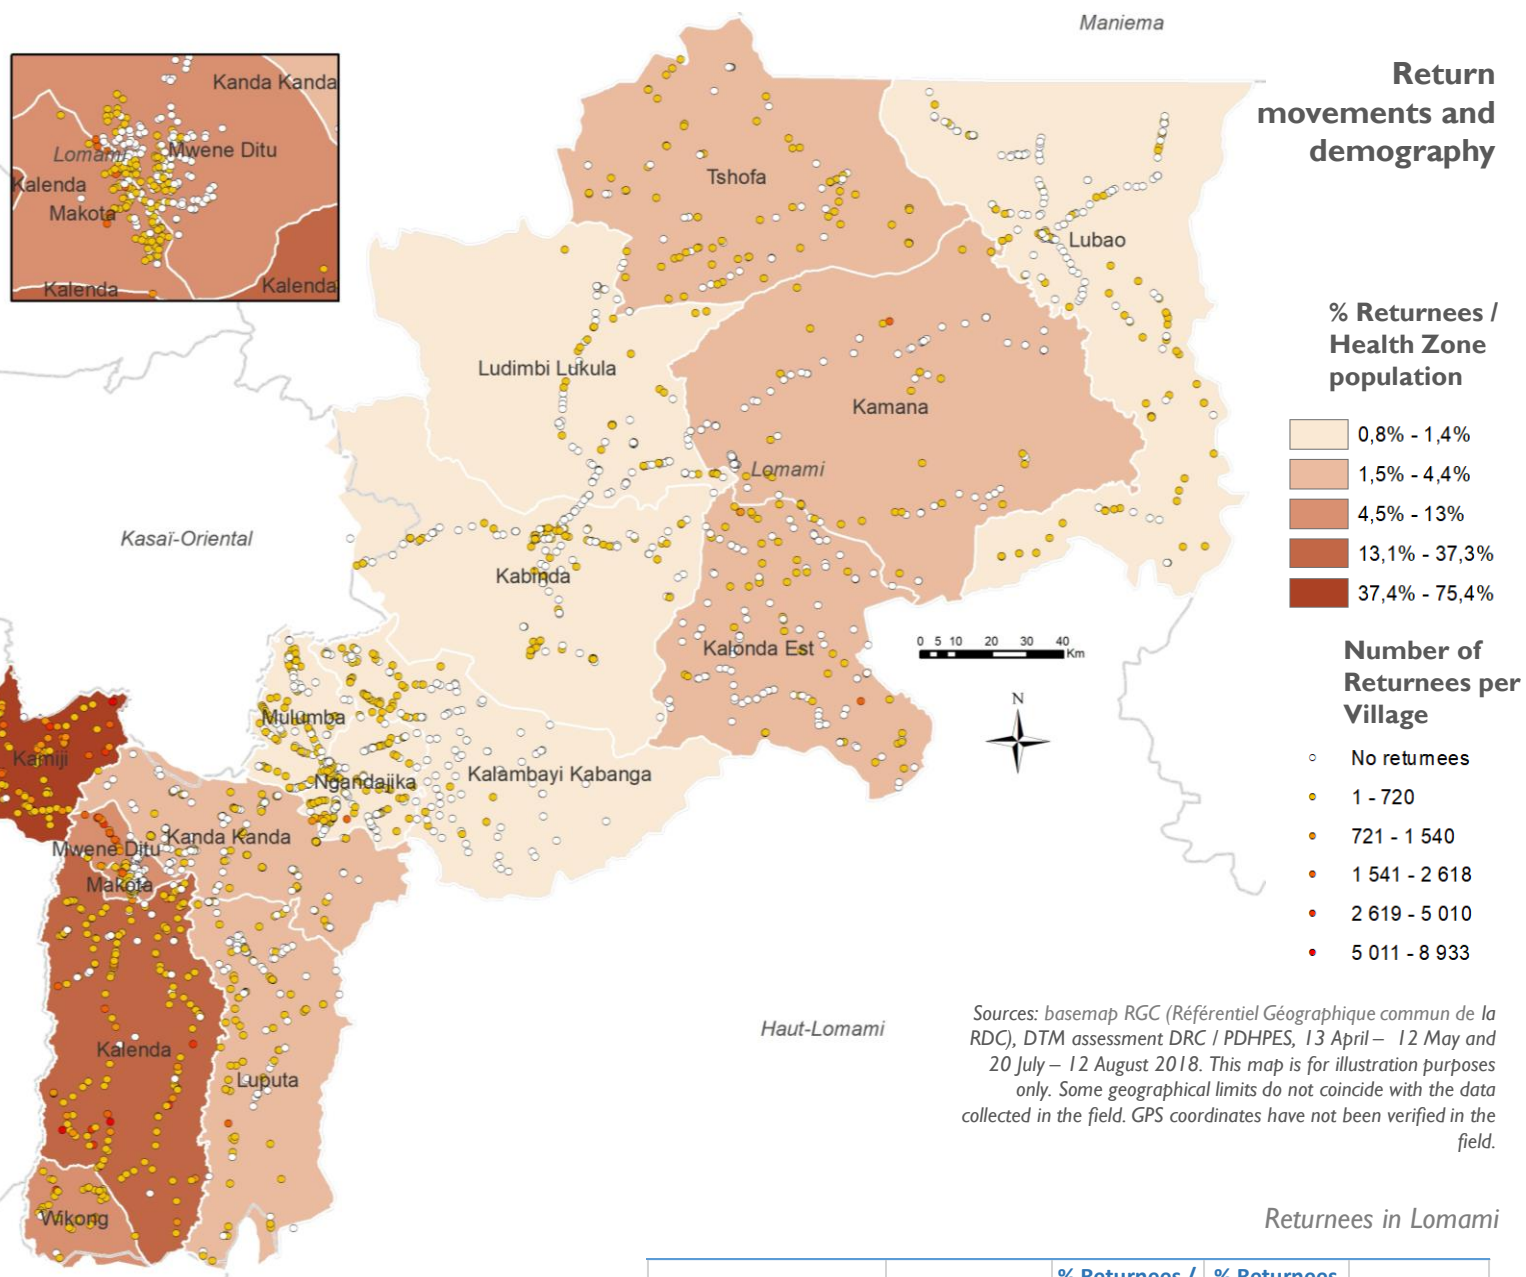 Maniema
Return
movements and
demography
Kanda Kanda
Lomami
Mwene Ditu
Kalenda
Makota
Kalenda
Kalenda
Tshofa
Lubao
Ludimbi Lukula
Kamana
Lomami
Kasaï-Oriental
Kabinda
Kalonda Est
Mulumba
Kamiji
Ngandajika
Kalambayi Kabanga
Kanda Kanda
Mwene Ditu
Makota
Kalenda
Luputa
Wikong
Haut-Lomami
% Returnees /
Health Zone
population
0,8% - 1,4%
1,5% - 4,4%
4,5% - 13%
13,1% - 37,3%
37,4% - 75,4%
0 5 10 20 30 40
Km
N
Number of
Returnees per
Village
No returnees
1 - 720
721 - 1 540
1 541 - 2 618
2 619 - 5 010
5 011 - 8 933
Sources: basemap RGC (Référentiel Géographique commun de la
RDC), DTM assessment DRC / PDHPES, 13 April – 12 May and
20 July – 12 August 2018. This map is for illustration purposes
only. Some geographical limits do not coincide with the data
collected in the field. GPS coordinates have not been verified in the
field.
Returnees in Lomami
% Returnees / % Returnees